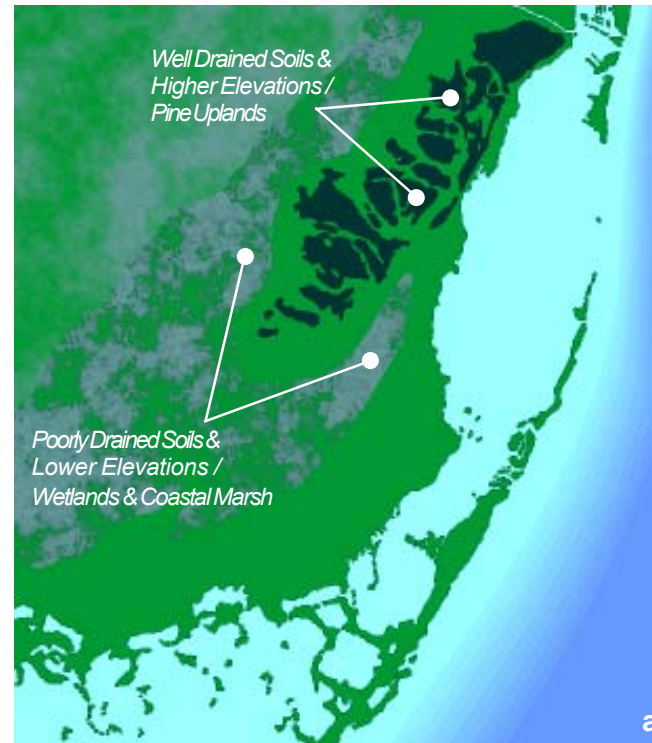 Well Drained Soils &
Higher Elevations /
Pine Uplands
Poorly Drained Soils &
Lower Elevations /
Wetlands & Coastal Marsh
a